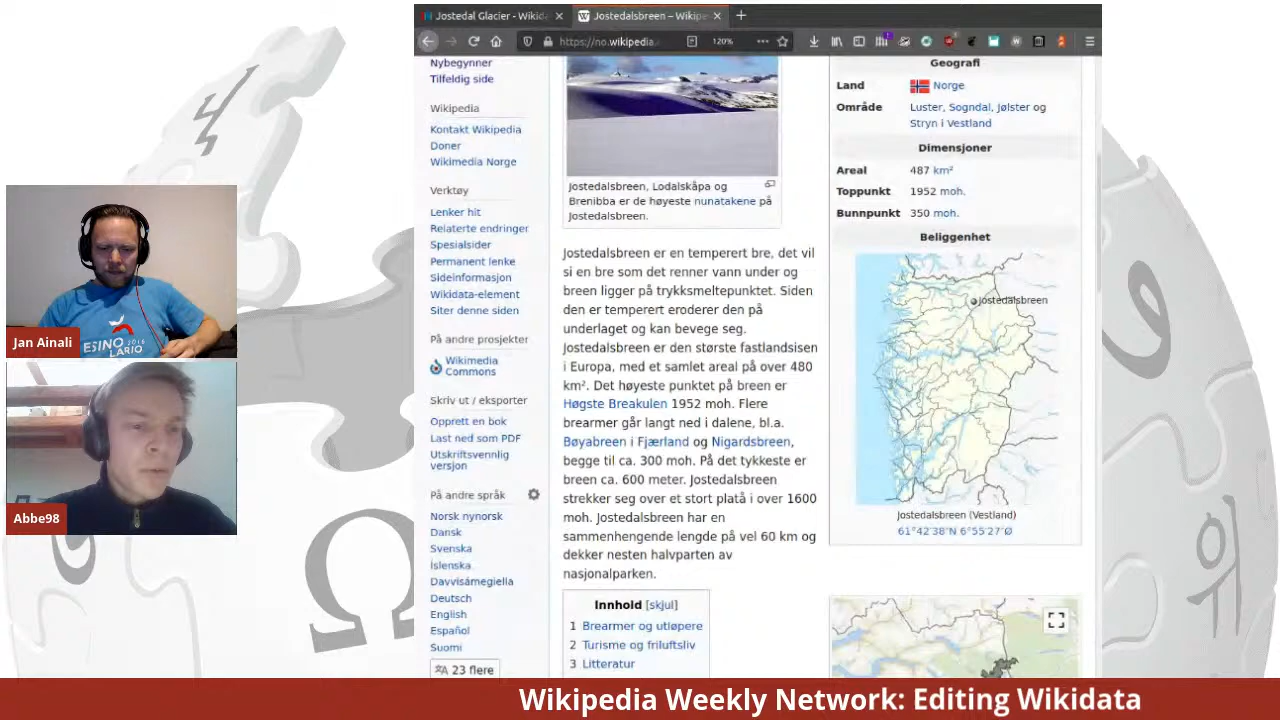 Jostedal Glacier - Wikid
Jostedalsbreen – Wikipe
https://no.wikipedia.
120%
Nybegynner
Tilfeldig side
Wikipedia
Kontakt Wikipedia
Doner
Wikimedia Norge
Verktøy
Lenker hit
Relaterte endringer
Spesialsider
Permanent lenke
Sideinformasjon
Wikidata-element
Siter denne siden
På andre prosjekter
Wikimedia
Commons
Skriv ut / eksporter
Opprett en bok
Last ned som PDF
Utskriftsvennlig
versjon
På andre språk
Norsk nynorsk
Dansk
Svenska
Íslenska
Davvisámegiella
Deutsch
English
Español
Suomi
23 flere
Jostedalsbreen, Lodalskåpa og
Brenibba er de høyeste nunatakene på
Jostedalsbreen.
Jostedalsbreen er en temperert bre, det vil
si en bre som det renner vann under og
breen ligger på trykksmeltepunktet. Siden
den er temperert eroderer den på
underlaget og kan bevege seg.
Jostedalsbreen er den største fastlandsisen
i Europa, med et samlet areal på over 480
km². Det høyeste punktet på breen er
Høgste Breakulen 1952 moh. Flere
brearmer går langt ned i dalene, bl.a.
Bøyabreen i Fjærland og Nigardsbreen,
begge til ca. 300 moh. På det tykkeste er
breen ca. 600 meter. Jostedalsbreen
strekker seg over et stort platå i over 1600
moh. Jostedalsbreen har en
sammenhengende lengde på vel 60 km og
dekker nesten halvparten av
nasjonalparken.
Innhold [skjul]
1 Brearmer og utløpere
2 Turisme og friluftsliv
3 Litteratur
Geografi
Land Norge
Område Luster, Sogndal, Jølster og
Stryn i Vestland
Dimensjoner
Areal 487 km²
Toppunkt 1952 moh.
Bunnpunkt 350 moh.
Beliggenhet
Jostedalsbreen
Jostedalsbreen (Vestland)
61°42′38″N 6°55′27″Ø
Jan Ainali
ESINO
LARIO
2016
Abbe98
Ω
Wikipedia Weekly Network: Editing Wikidata